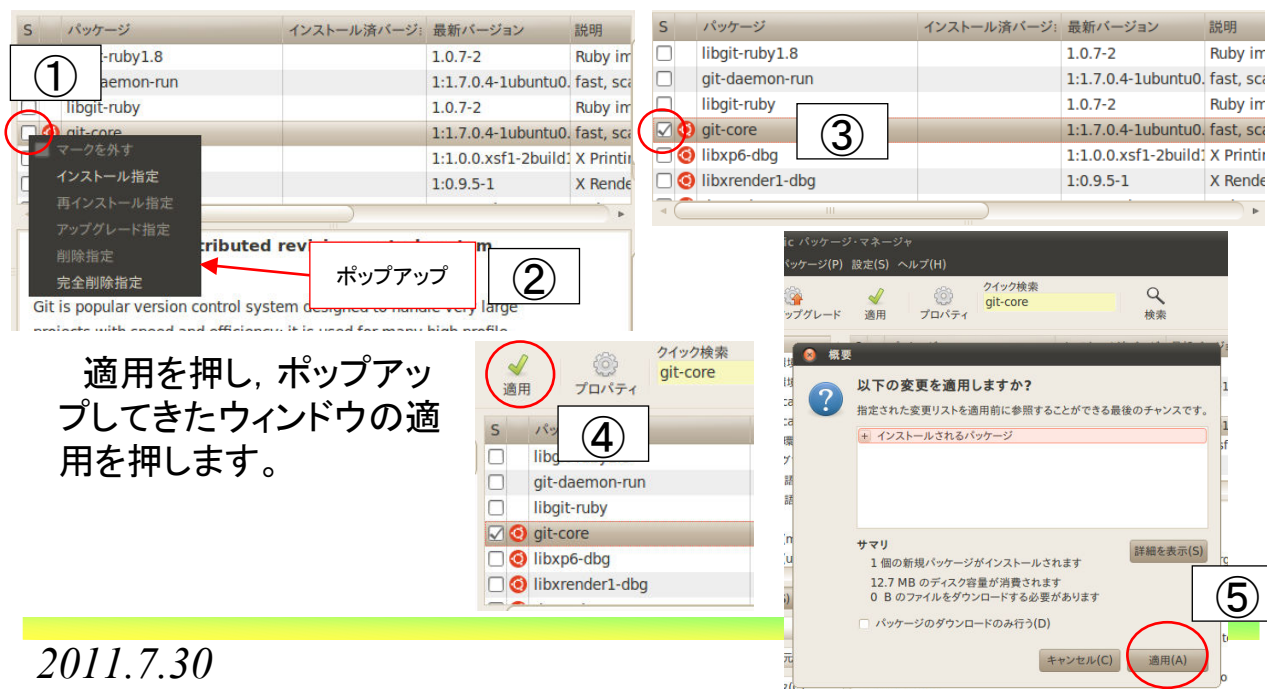 S パッケージ インストール済バージ: 最新バージョン 説明
① -ruby1.8 1.0.7-2 Ruby im
aemon-run 1:1.7.0.4-1ubuntu0. fast, sca
libgit-ruby 1.0.7-2 Ruby im
git-core 1:1.7.0.4-1ubuntu0. fast, sca
マークを外す 1:1.0.0.xsf1-2build: X Printin
インストール指定 1:0.9.5-1 X Rende
再インストール指定
アップグレード指定
削除指定
完全削除指定
ポップアップ
②
Git is popular version control system designed to handle very large
projects with speed and efficiency; it is used for many high profile
S パッケージ インストール済バージ: 最新バージョン 説明
libgit-ruby1.8 1.0.7-2 Ruby im
git-daemon-run 1:1.7.0.4-1ubuntu0. fast, sca
libgit-ruby 1.0.7-2 Ruby im
git-core ③ 1:1.7.0.4-1ubuntu0. fast, sca
libxp6-dbg 1:1.0.0.xsf1-2build: X Printin
libxrender1-dbg 1:0.9.5-1 X Rende
適用を押し，ポップアッ
プしてきたウィンドウの適
用を押します。
クイック検索
適用 プロパティ git-core
④
S
git-daemon-run
libgit-ruby
git-core
libxp6-dbg
libxrender1-dbg
ic パッケージ・マネージャ
パッケージ(P) 設定(S) ヘルプ(H)
クイック検索
git-core
ップグレード 適用 プロパティ 検索
概要
以下の変更を適用しますか?
指定された変更リストを適用前に参照することができる最後のチャンスです。
+ インストールされるパッケージ
サマリ
1 個の新規パッケージがインストールされます
12.7 MB のディスク容量が消費されます
0 B のファイルをダウンロードする必要があります
詳細を表示(S)
⑤
パッケージのダウンロードのみ行う(D)
キャンセル(C) 適用(A)
2011.7.30